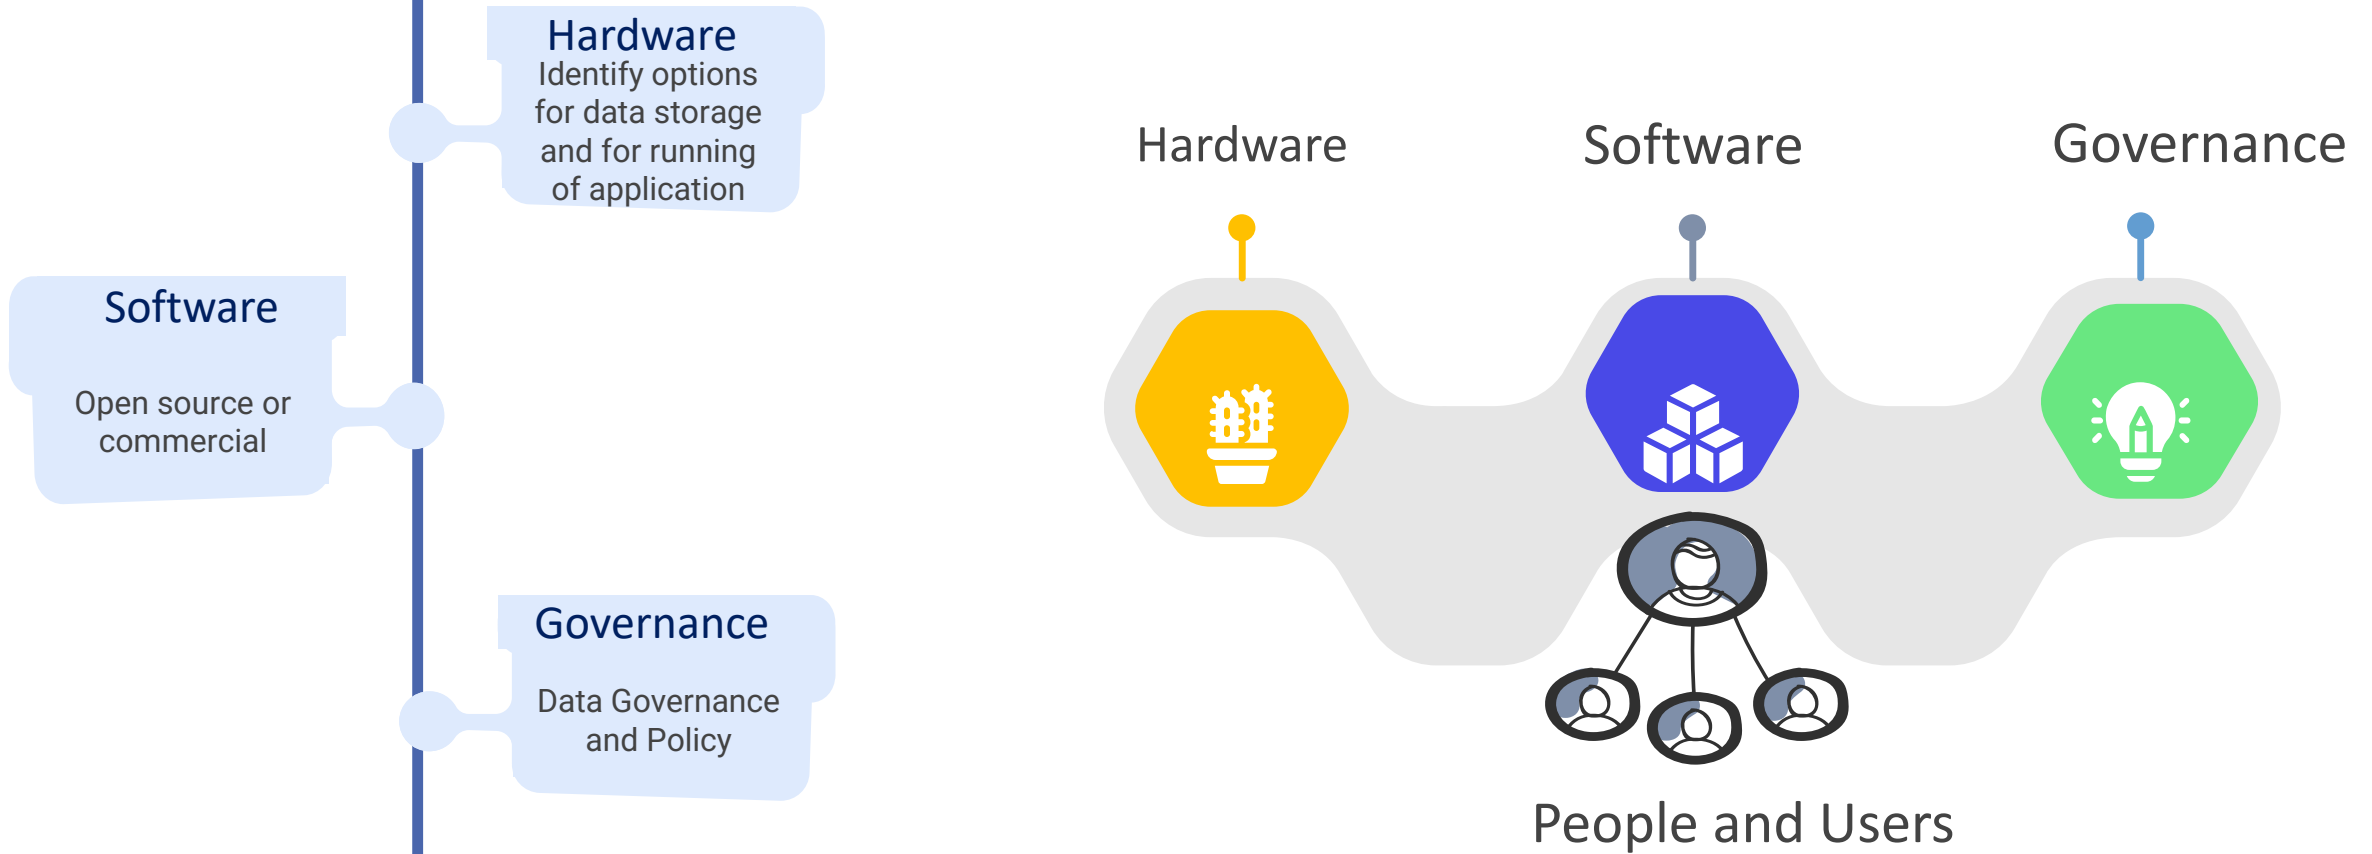 Hardware
Identify options
for data storage
and for running
of application
Software
Open source or
commercial
Governance
Data Governance
and Policy
Hardware
Software
Governance
People and Users